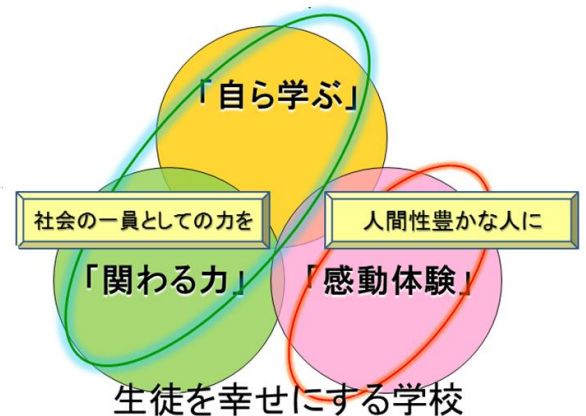 「自ら学ぶ」
社会の一員としての力を
人間性豊かな人に
「関わる力」
「感動体験」
生徒を幸せにする学校